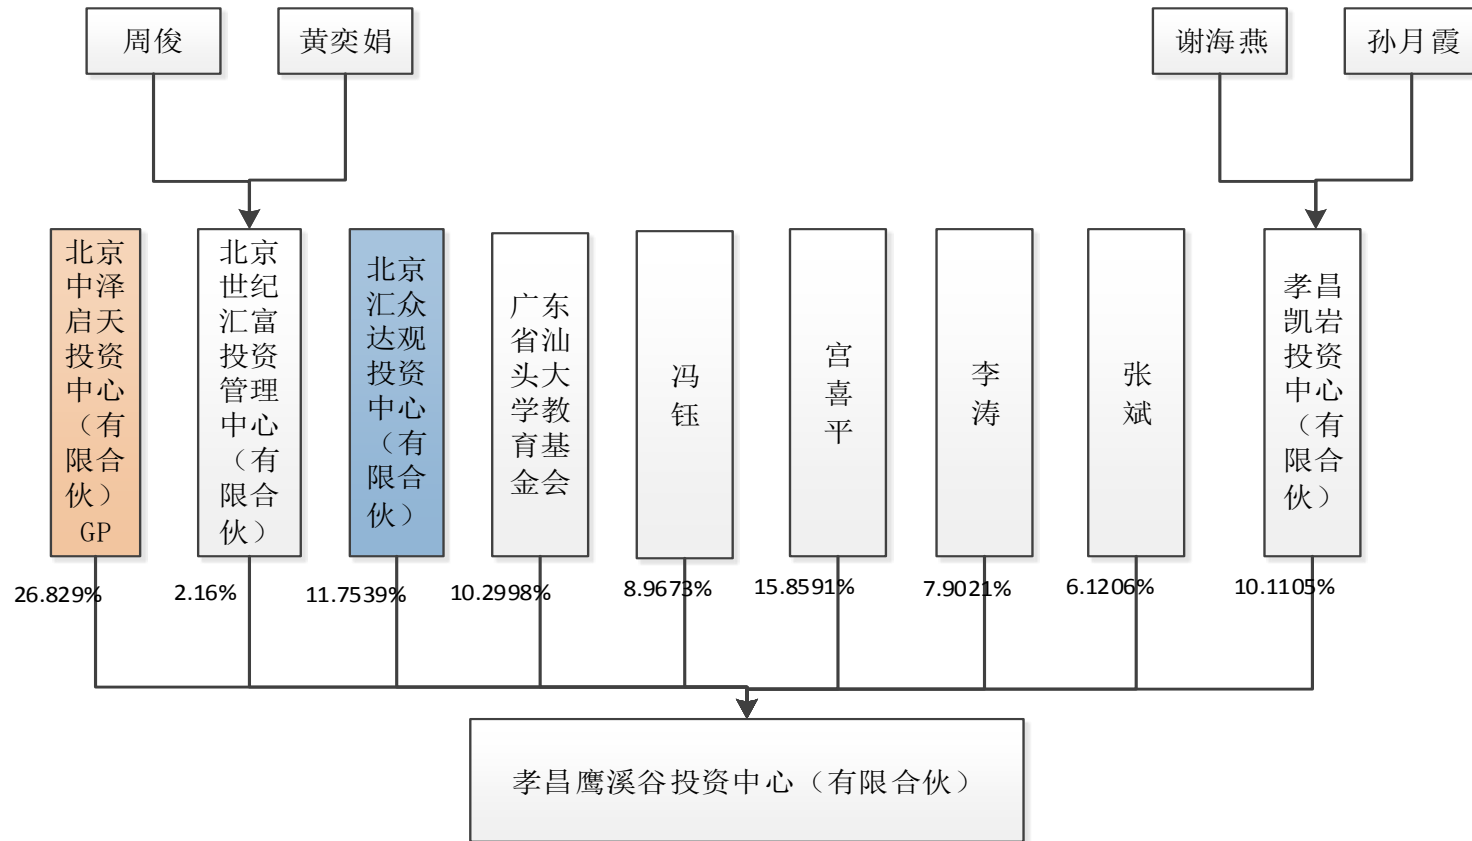 周俊
黄奕娟
谢海燕
孙月霞
北京
中泽
启天
投资
中心
（有
限合
伙）
GP
北京
世纪
汇富
投资
管理
中心
（有
限合
伙）
北京
汇众
达观
投资
中心
（有
限合
伙）
广东
省汕
头大
学教
育基
金会
冯
钰
宫
喜
平
李
涛
张
斌
孝昌
凯岩
投资
中心
（有
限合
伙）
26.829%
2.16%
11.7539%
10.2998%
8.9673%
15.8591%
7.9021%
6.1206%
10.1105%
孝昌鹰溪谷投资中心（有限合伙）